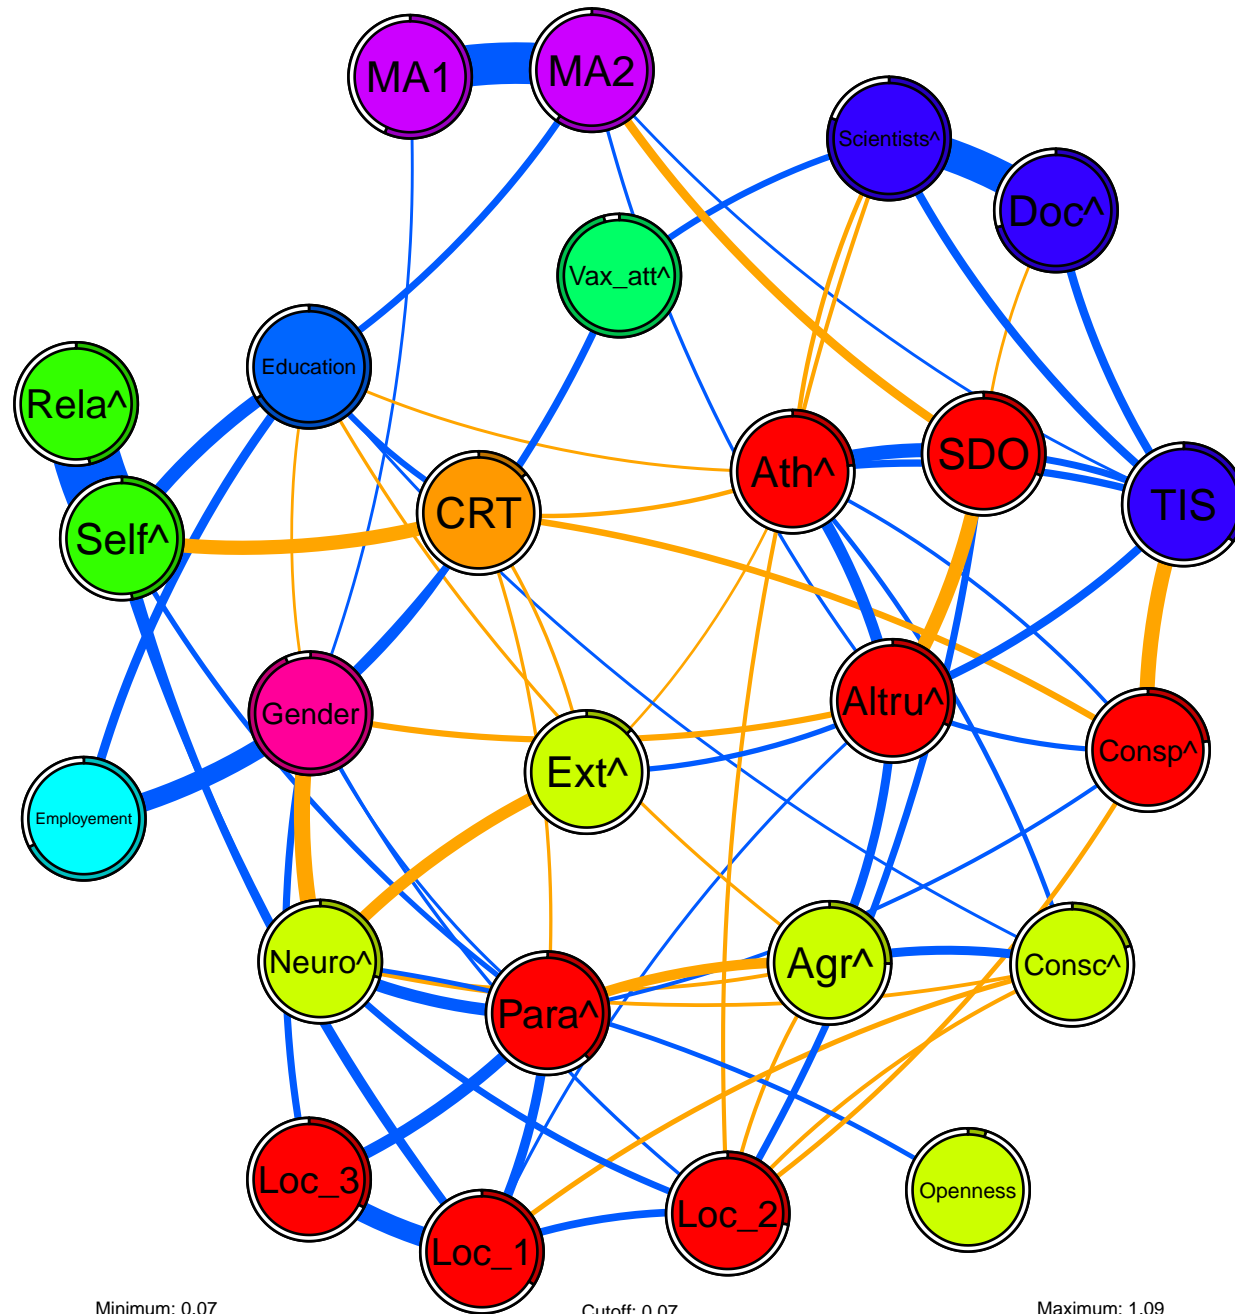 MA1
MA2
Scientists^
Doc^
Vax_att^
Education
Rela^
Self^
CRT
Ath^
SDO
TIS
Gender
Altru^
Ext^
Consp^
Employement
Neuro^
Para^
Agr^
Consc^
Loc_3
Loc_1
Loc_2
Openness
Minimum: 0.07
Cutoff: 0.07
Maximum: 1.09